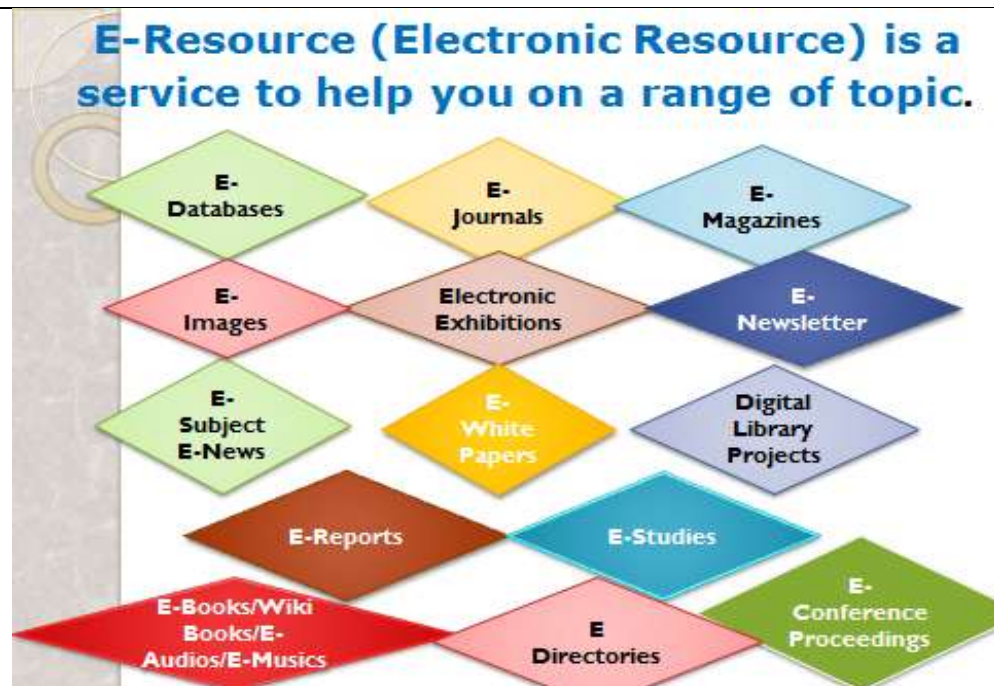 E-Resource (Electronic Resource) is a
service to help you on a range of topic.
E-
Databases
E-
Journals
E-
Magazines
E-
Images
Electronic
Exhibitions
E-
Newsletter
E-
Subject
E-News
E-
White
Papers
Digital
Library
Projects
E-Reports
E-Studies
E-Books/Wiki
Books/E-
Audios/E-Musics
E
Directories
E-
Conference
Proceedings